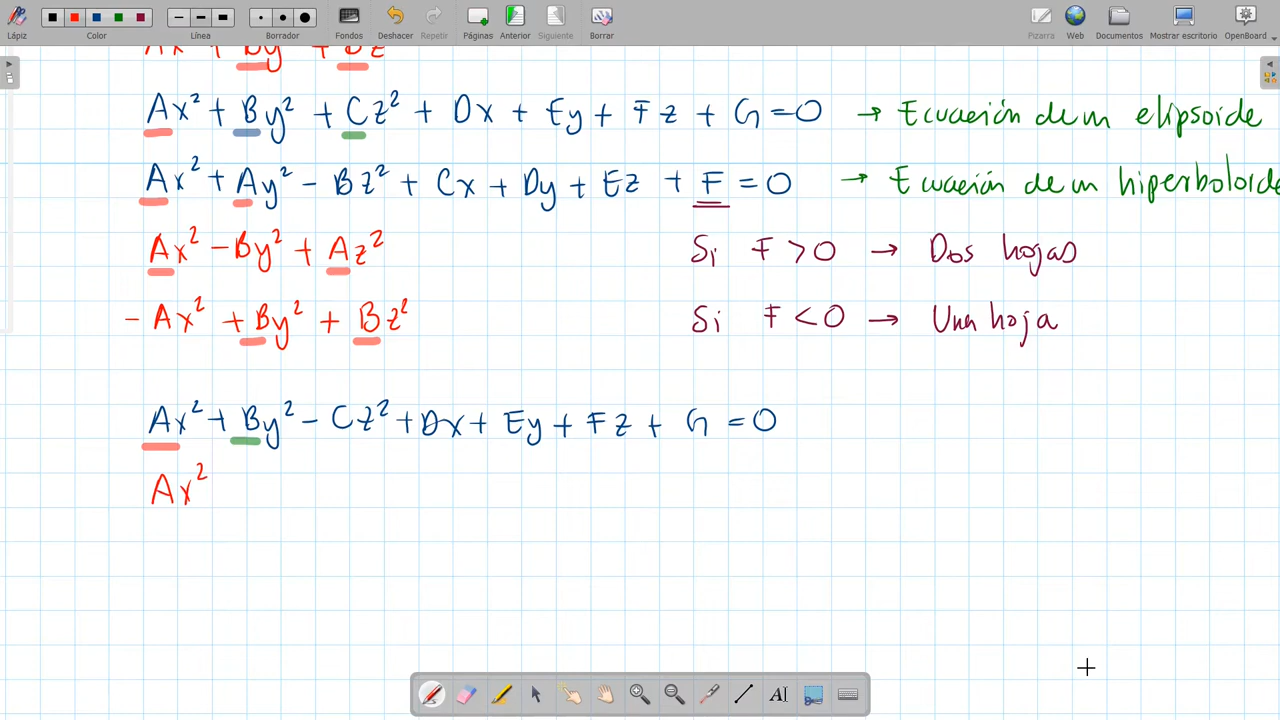 Lápiz Color Línea Borrador Fondos Deshacer Repetir Páginas Anterior Siguiente Borrar Pizarra Web Documentos Mostrar escritorio OpenBoard
Ax² + By² + Cz² + Dx + Ey + Fz + G = 0 → Ecuación de un elipsoide
Ax² + Ay² - Bz² + Cx + Dy + Ez + F = 0 → Ecuación de un hiperboloide
Ax² - By² + Az² Si F > 0 → Dos hojas
- Ax² + By² + Bz² Si F < 0 → Una hoja
Ax² + By² - Cz² + Dx + Ey + Fz + G = 0
Ax²